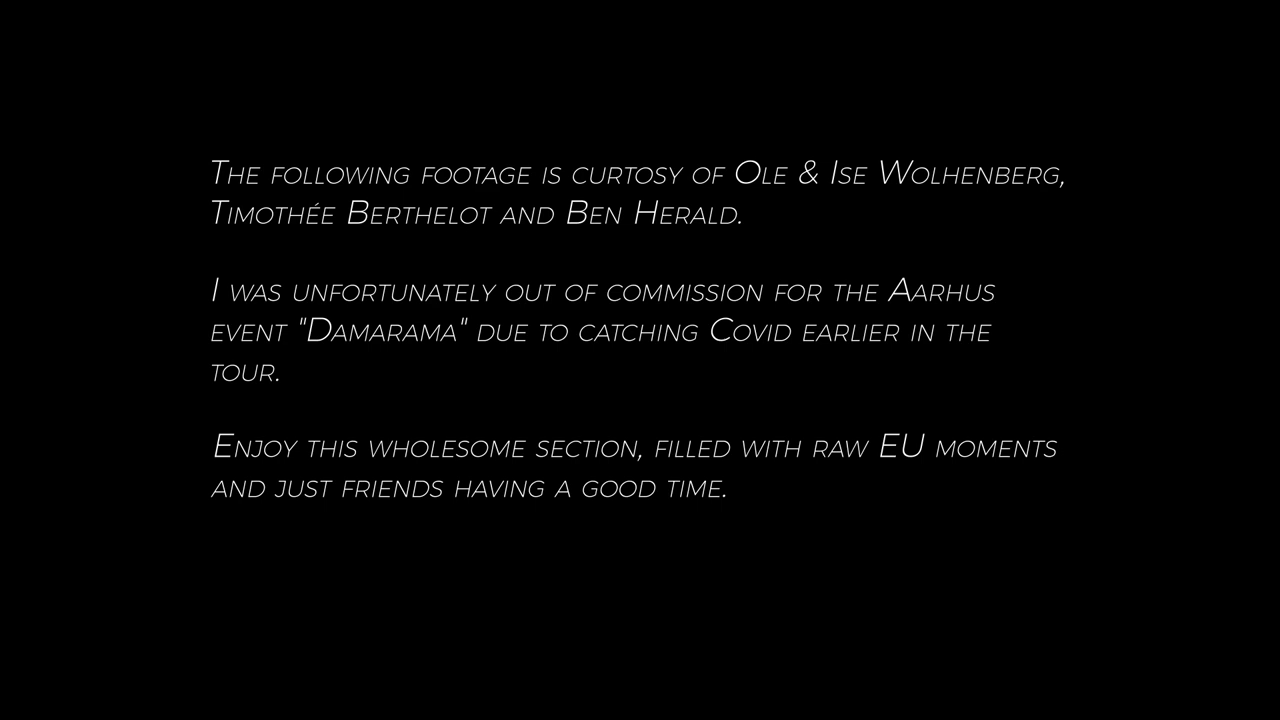 The following footage is curtosy of Ole & Ise Wolhenberg,
Timothée Berthelot and Ben Herald.
I was unfortunately out of commission for the Aarhus
event "Damarama" due to catching Covid earlier in the
tour.
Enjoy this wholesome section, filled with raw EU moments
and just friends having a good time.